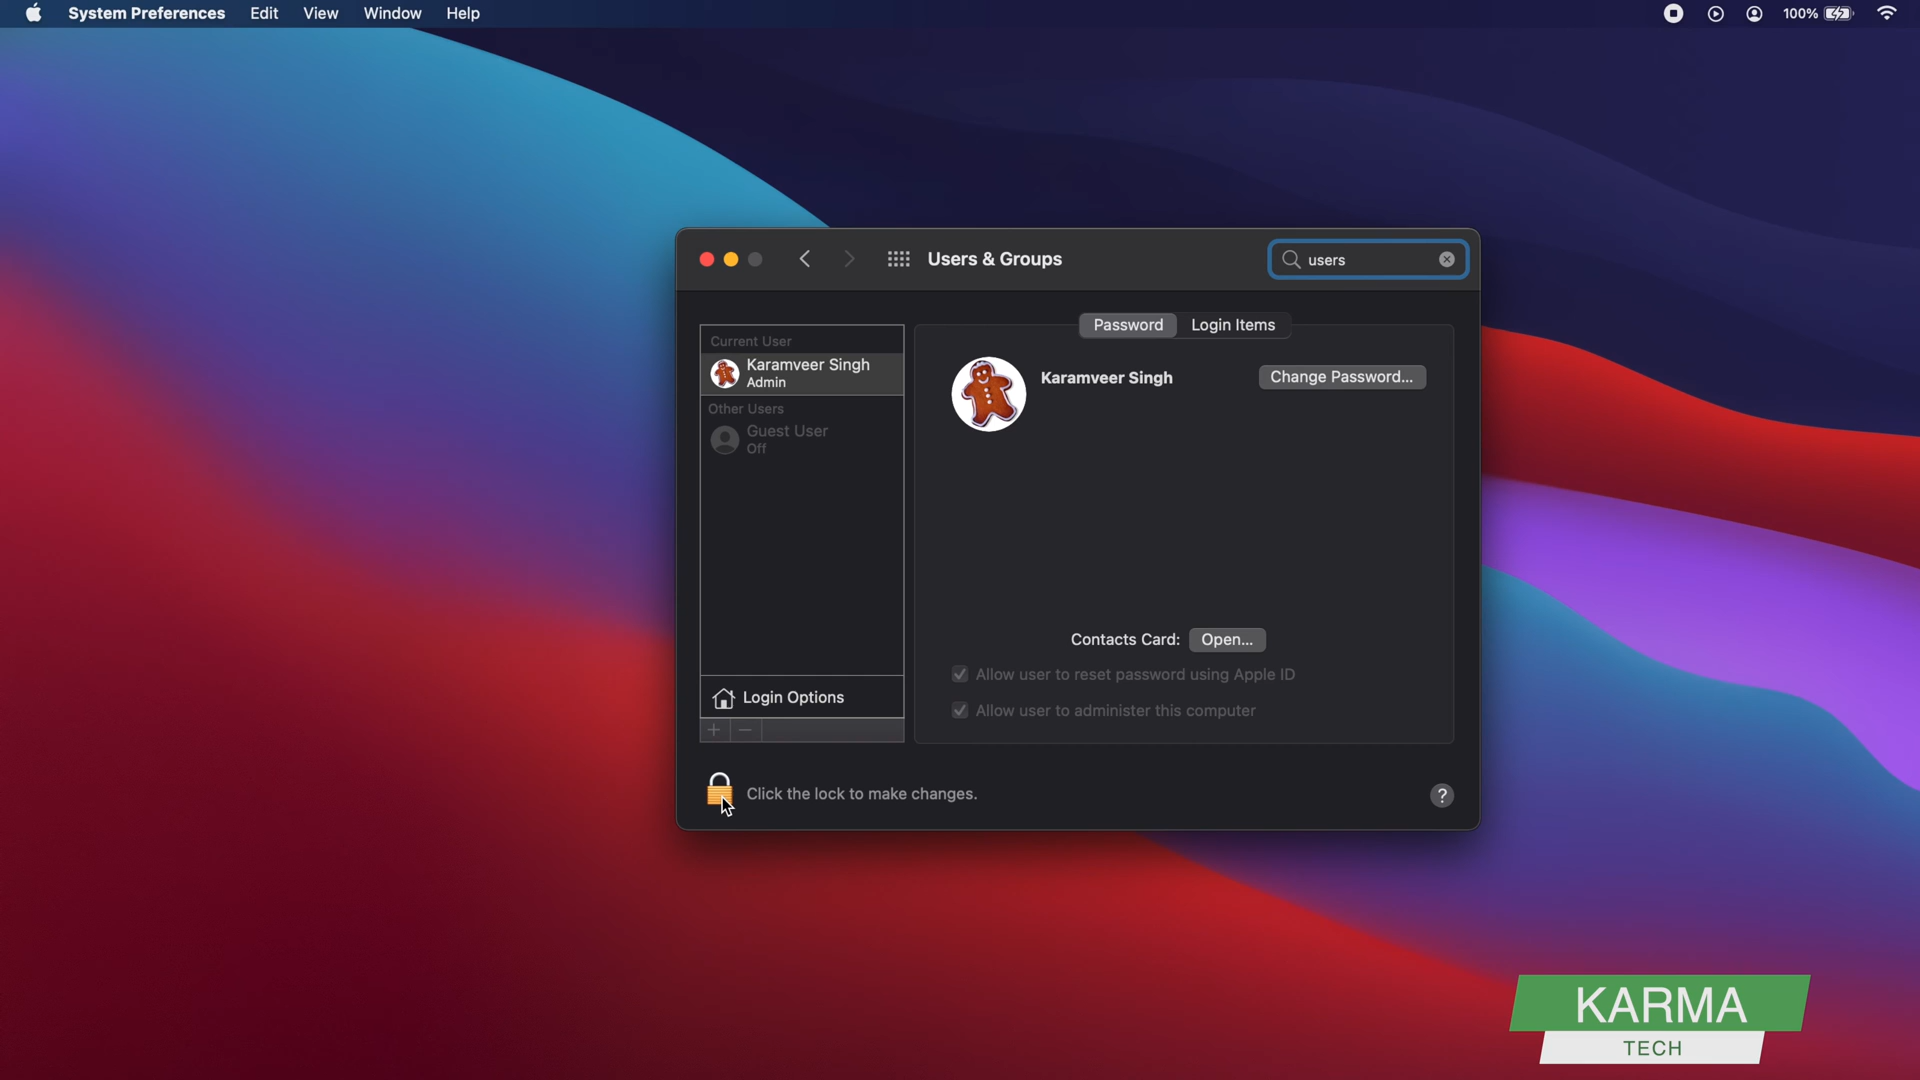 System Preferences Edit View Window Help
100%
Users & Groups
users
Password Login Items
Current User
Karamveer Singh
Admin
Other Users
Guest User
Off
Login Options
Karamveer Singh
Change Password...
Contacts Card: Open...
Allow user to reset password using Apple ID
Allow user to administer this computer
Click the lock to make changes.
?
KARMA
TECH